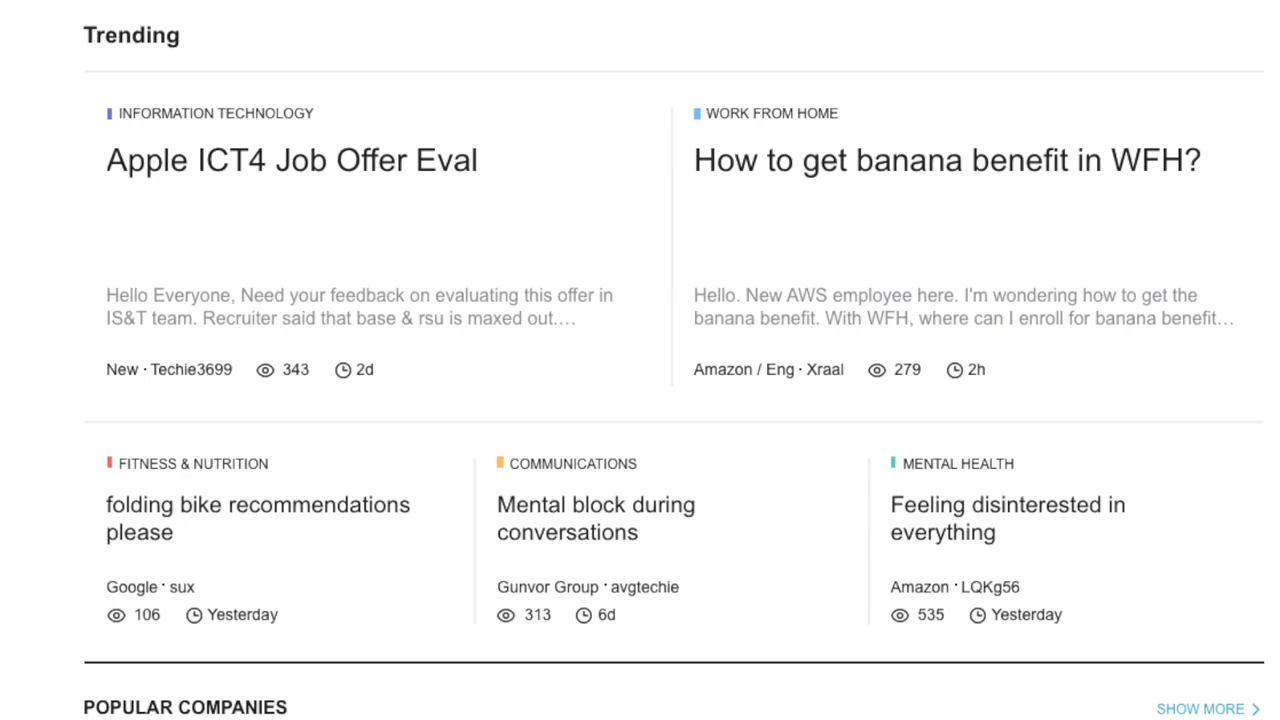 Trending
INFORMATION TECHNOLOGY
Apple ICT4 Job Offer Eval
Hello Everyone, Need your feedback on evaluating this offer in
IS&T team. Recruiter said that base & rsu is maxed out....
New · Techie3699 343 2d
WORK FROM HOME
How to get banana benefit in WFH?
Hello. New AWS employee here. I'm wondering how to get the
banana benefit. With WFH, where can I enroll for banana benefit...
Amazon / Eng · Xraal 279 2h
FITNESS & NUTRITION
folding bike recommendations
please
Google · sux
106 Yesterday
COMMUNICATIONS
Mental block during
conversations
Gunvor Group · avgtechie
313 6d
MENTAL HEALTH
Feeling disinterested in
everything
Amazon · LQKg56
535 Yesterday
POPULAR COMPANIES
SHOW MORE >